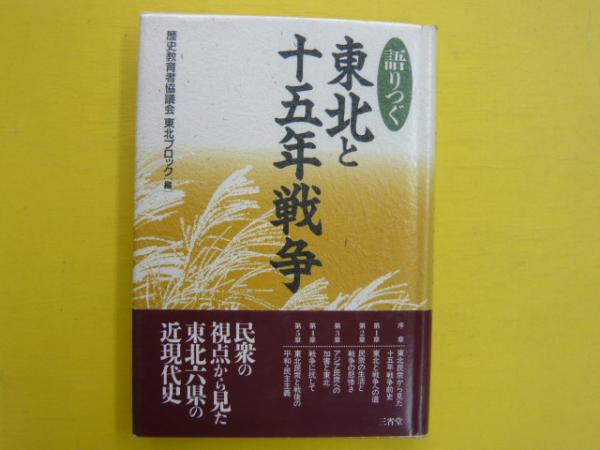 語りつぐ
東北と
十五年戦争
歴史教育者協議会 東北ブロック[編]
民衆の
視点から見た
東北六県の
近現代史
序章 東北民衆から見た
十五年戦争前史
第1章 東北と戦争への道
第2章 民衆の生活と
戦争の悲惨さ
第3章 アジア民衆への
加害と東北
第4章 戦争に抗して
第5章 東北民衆と戦後の
平和・民主主義
三省堂